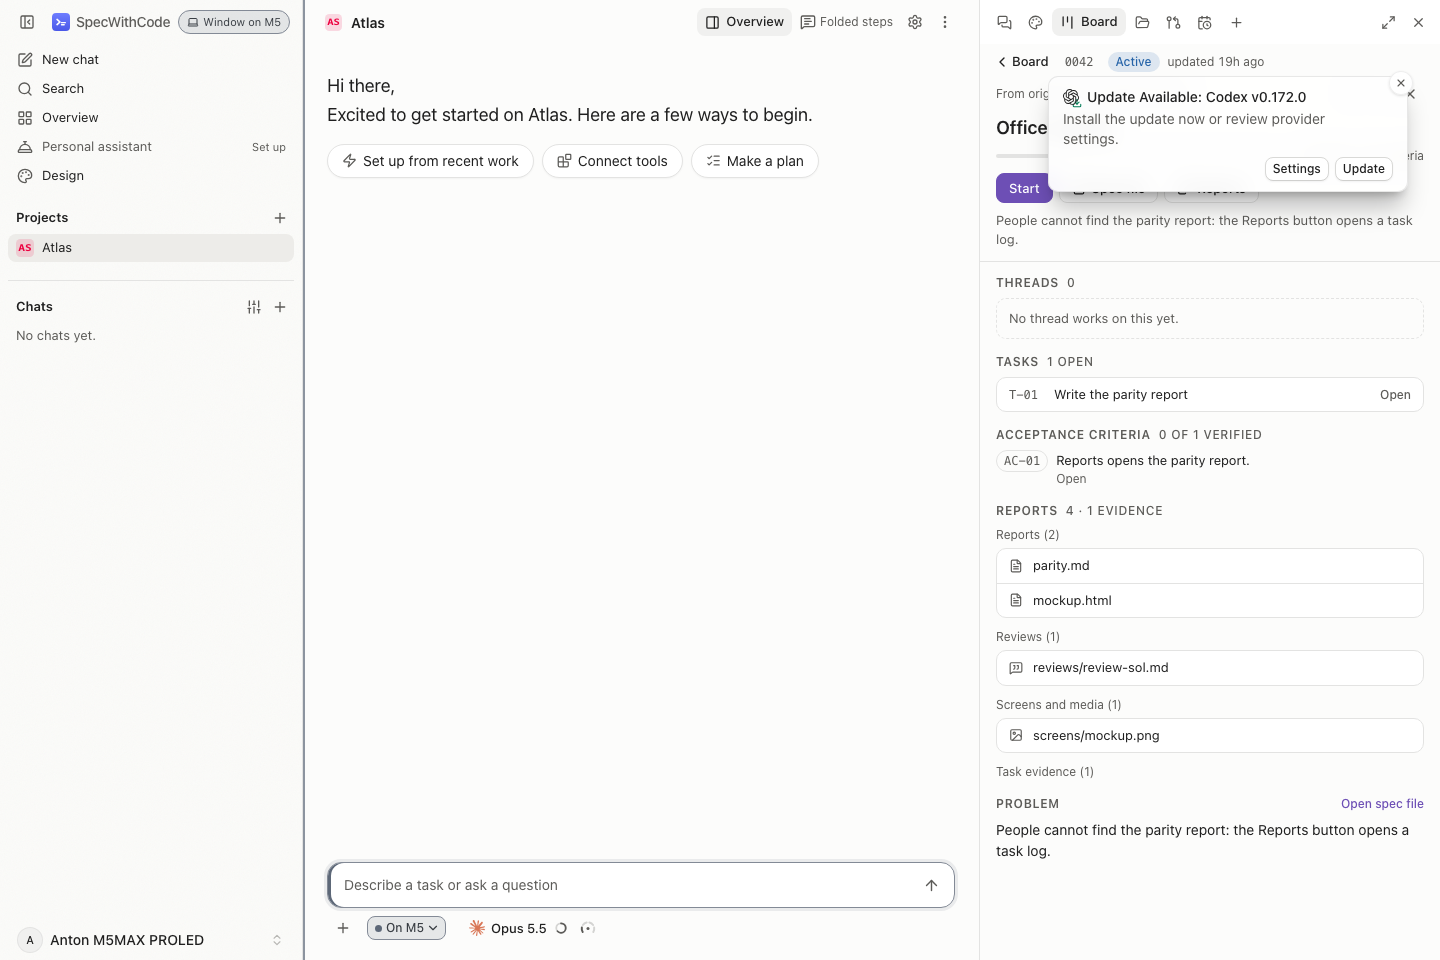 SpecWithCode
Window on M5
New chat
Search
Overview
Personal assistant
Set up
Design
Projects
AS Atlas
Chats
No chats yet.
A Anton M5MAX PROLED
AS Atlas
Overview
Folded steps
Hi there,
Excited to get started on Atlas. Here are a few ways to begin.
Set up from recent work
Connect tools
Make a plan
Describe a task or ask a question
On M5
Opus 5.5
Board
Board 0042 Active updated 19h ago
From orig
Update Available: Codex v0.172.0
Install the update now or review provider
settings.
Settings
Update
Office
Start
People cannot find the parity report: the Reports button opens a task
log.
THREADS 0
No thread works on this yet.
TASKS 1 OPEN
T-01 Write the parity report Open
ACCEPTANCE CRITERIA 0 OF 1 VERIFIED
AC-01 Reports opens the parity report.
Open
REPORTS 4 · 1 EVIDENCE
Reports (2)
parity.md
mockup.html
Reviews (1)
reviews/review-sol.md
Screens and media (1)
screens/mockup.png
Task evidence (1)
PROBLEM Open spec file
People cannot find the parity report: the Reports button opens a
task log.